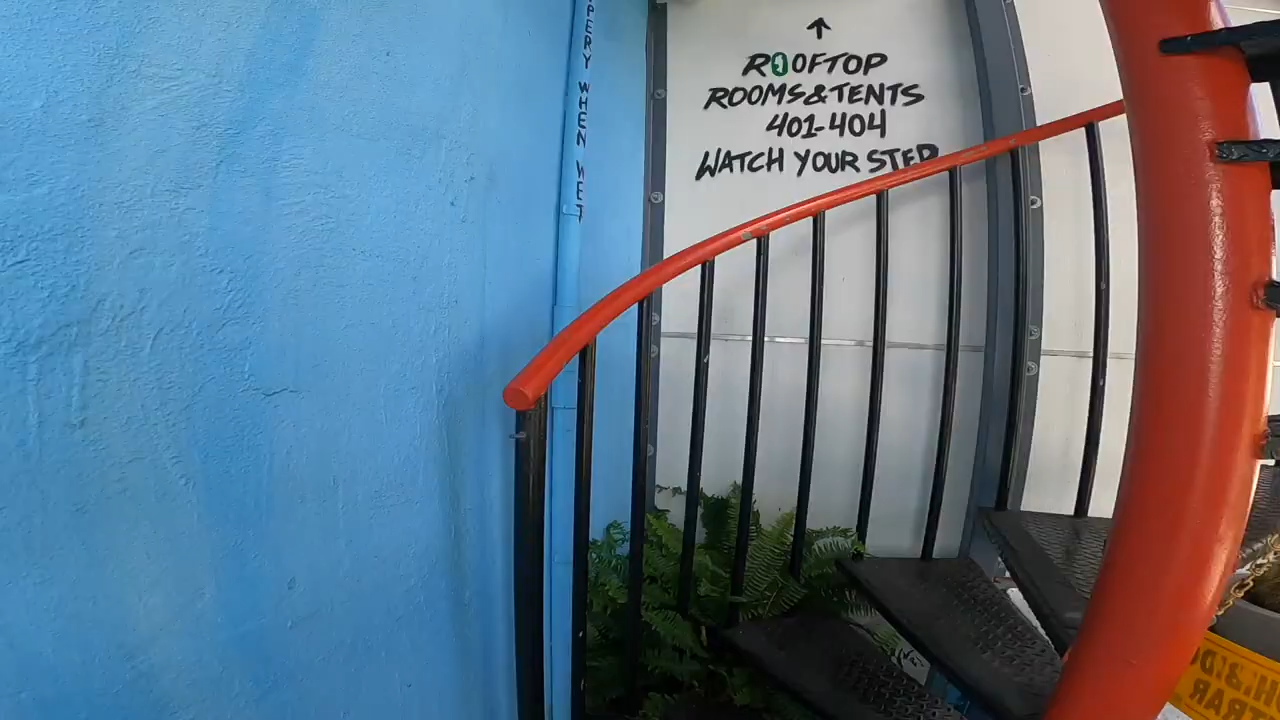 ↑
ROOFTOP
ROOMS&TENTS
401-404
WATCH YOUR STEP
WHEN WET